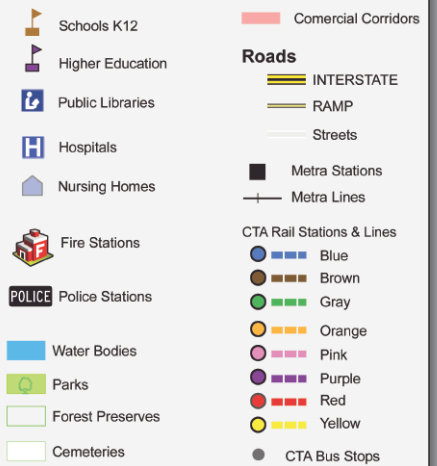 Schools K12
Higher Education
Public Libraries
H Hospitals
Nursing Homes
F Fire Stations
POLICE Police Stations
Water Bodies
Parks
Forest Preserves
Cemeteries
Comercial Corridors
Roads
INTERSTATE
RAMP
Streets
Metra Stations
Metra Lines
CTA Rail Stations & Lines
Blue
Brown
Gray
Orange
Pink
Purple
Red
Yellow
CTA Bus Stops